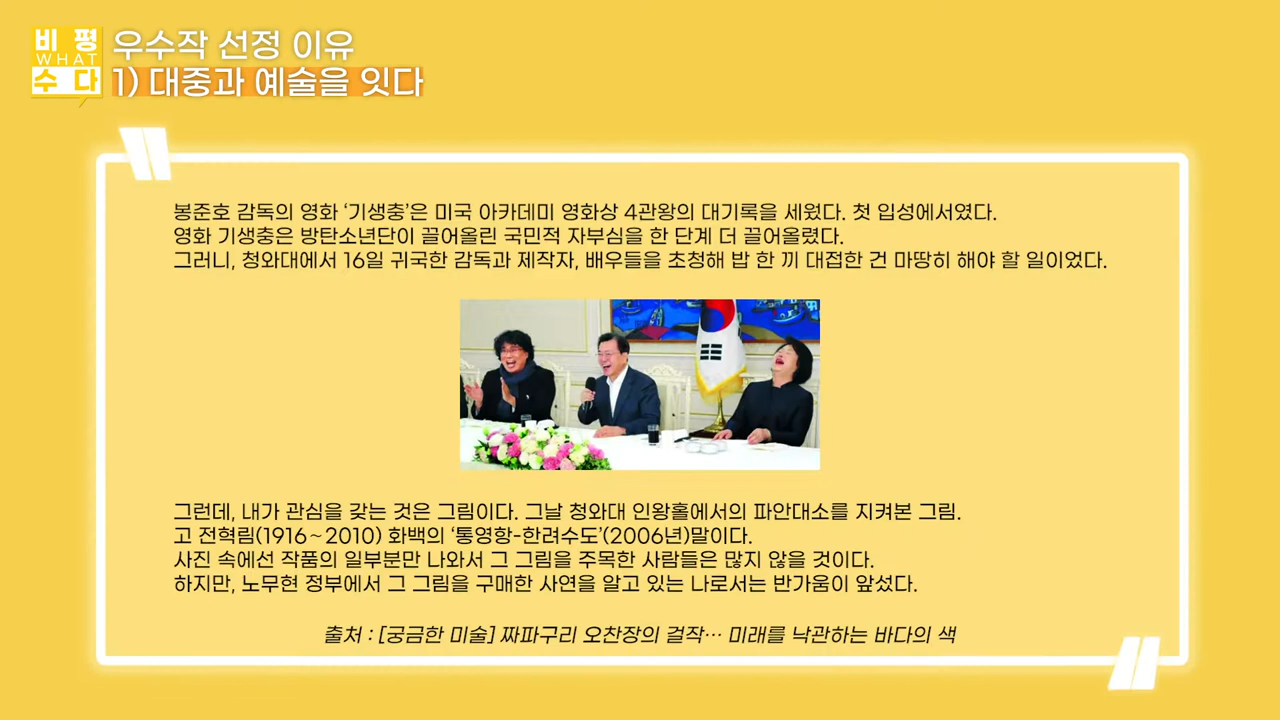 비평
WHAT
수다
우수작 선정 이유
1) 대중과 예술을 잇다
봉준호 감독의 영화 ‘기생충’은 미국 아카데미 영화상 4관왕의 대기록을 세웠다. 첫 입성에서였다.
영화 기생충은 방탄소년단이 끌어올린 국민적 자부심을 한 단계 더 끌어올렸다.
그러니, 청와대에서 16일 귀국한 감독과 제작자, 배우들을 초청해 밥 한 끼 대접한 건 마땅히 해야 할 일이었다.
그런데, 내가 관심을 갖는 것은 그림이다. 그날 청와대 인왕홀에서의 파안대소를 지켜본 그림.
고 전혁림(1916~2010) 화백의 ‘통영항-한려수도’(2006년)말이다.
사진 속에선 작품의 일부분만 나와서 그 그림을 주목한 사람들은 많지 않을 것이다.
하지만, 노무현 정부에서 그 그림을 구매한 사연을 알고 있는 나로서는 반가움이 앞섰다.
출처 : [궁금한 미술] 짜파구리 오찬장의 걸작… 미래를 낙관하는 바다의 색